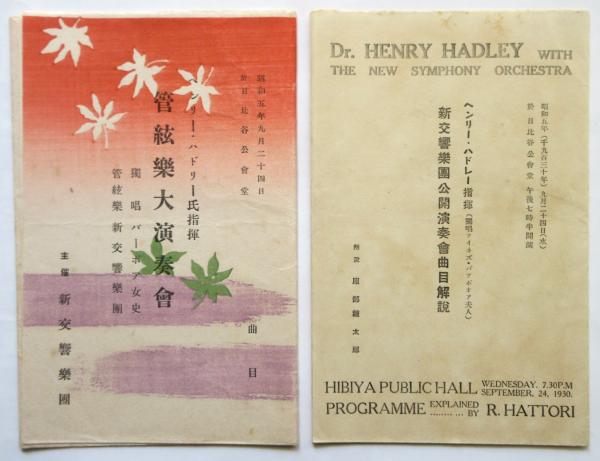 昭和五年九月二十四日
於日比谷公會堂
ヘンリー・ハドリー氏指揮
管絃樂大演奏會
獨唱 バーボア女史
管絃樂 新交響樂團
曲目
主催 新交響樂團
Dr. HENRY HADLEY WITH
THE NEW SYMPHONY ORCHESTRA
昭和五年(千九百三十年)九月二十四日(水)
於日比谷公會堂 午後七時半開演
ヘンリー・ハドレー指揮(獨唱アイネズ・バアボオア夫人)
新交響樂團公開演奏會曲目解說
解說 服部龍太郎
HIBIYA PUBLIC HALL WEDNESDAY. 7.30P.M
SEPTEMBER, 24, 1930.
PROGRAMME EXPLAINED BY R. HATTORI.